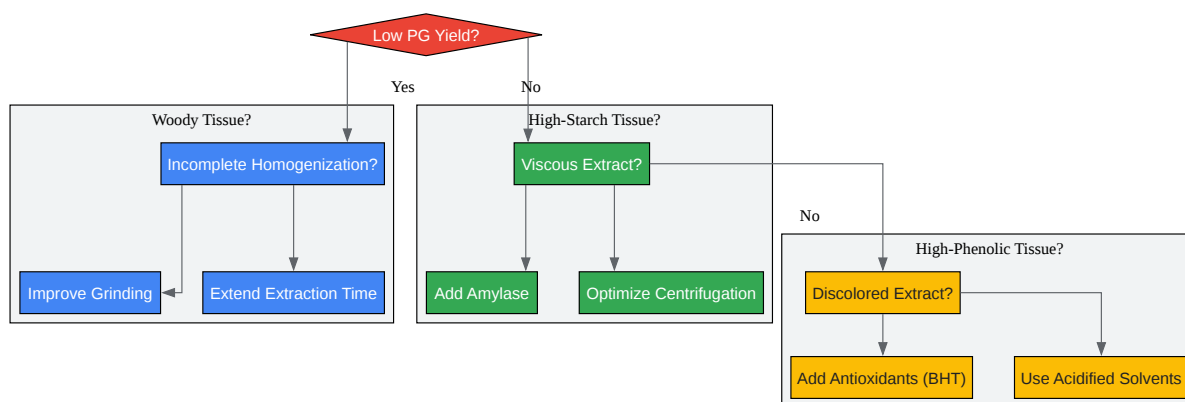 Low PG Yield?
Yes
No
Woody Tissue?
High-Starch Tissue?
Incomplete Homogenization?
Viscous Extract?
No
High-Phenolic Tissue?
Improve Grinding
Extend Extraction Time
Add Amylase
Optimize Centrifugation
Discolored Extract?
Add Antioxidants (BHT)
Use Acidified Solvents